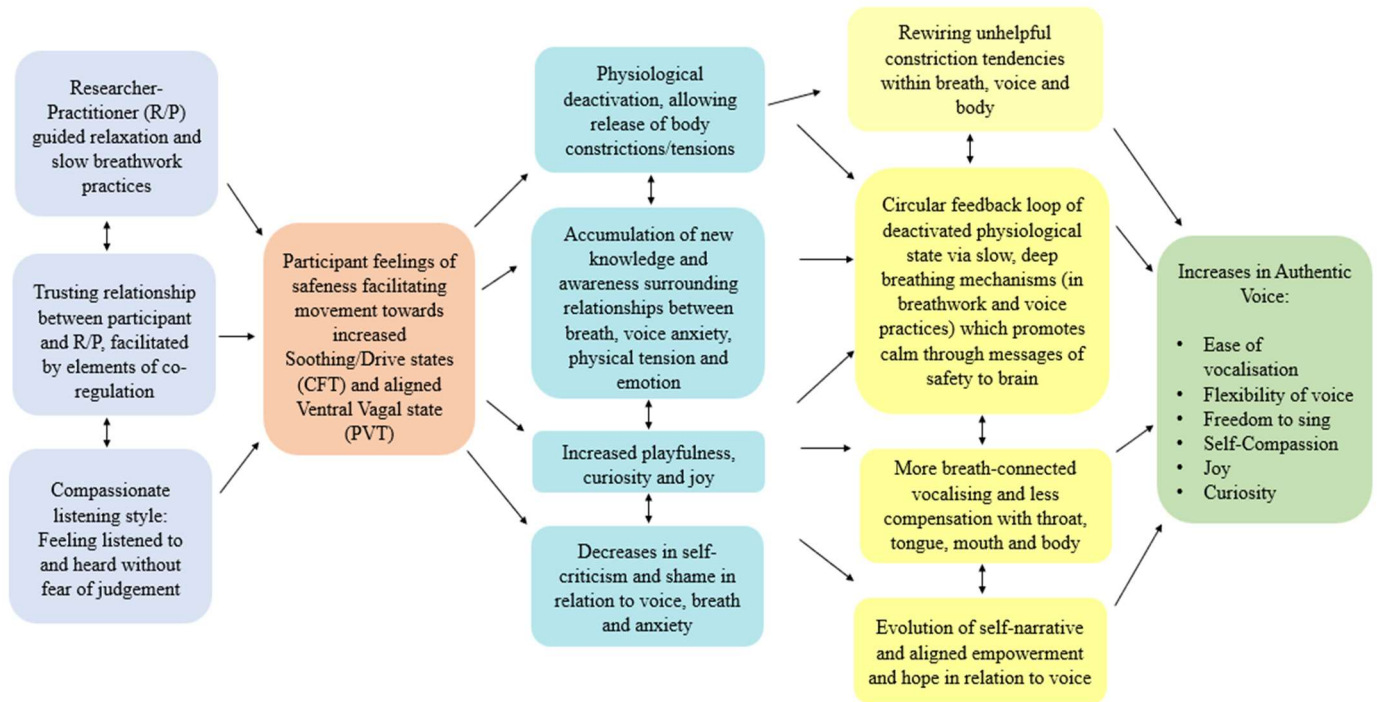 Researcher-
Practitioner (R/P)
guided relaxation and
slow breathwork
practices
Trusting relationship
between participant
and R/P, facilitated
by elements of co-
regulation
Compassionate
listening style:
Feeling listened to
and heard without
fear of judgement
Participant feelings of
safeness facilitating
movement towards
increased
Soothing/Drive states
(CFT) and aligned
Ventral Vagal state
(PVT)
Physiological
deactivation, allowing
release of body
constrictions/tensions
Accumulation of new
knowledge and
awareness surrounding
relationships between
breath, voice anxiety,
physical tension and
emotion
Increased playfulness,
curiosity and joy
Decreases in self-
criticism and shame in
relation to voice, breath
and anxiety
Rewiring unhelpful
constriction tendencies
within breath, voice and
body
Circular feedback loop of
deactivated physiological
state via slow, deep
breathing mechanisms (in
breathwork and voice
practices) which promotes
calm through messages of
safety to brain
More breath-connected
vocalising and less
compensation with throat,
tongue, mouth and body
Evolution of self-narrative
and aligned empowerment
and hope in relation to voice
Increases in Authentic
Voice:
• Ease of
vocalisation
• Flexibility of voice
• Freedom to sing
• Self-Compassion
• Joy
• Curiosity